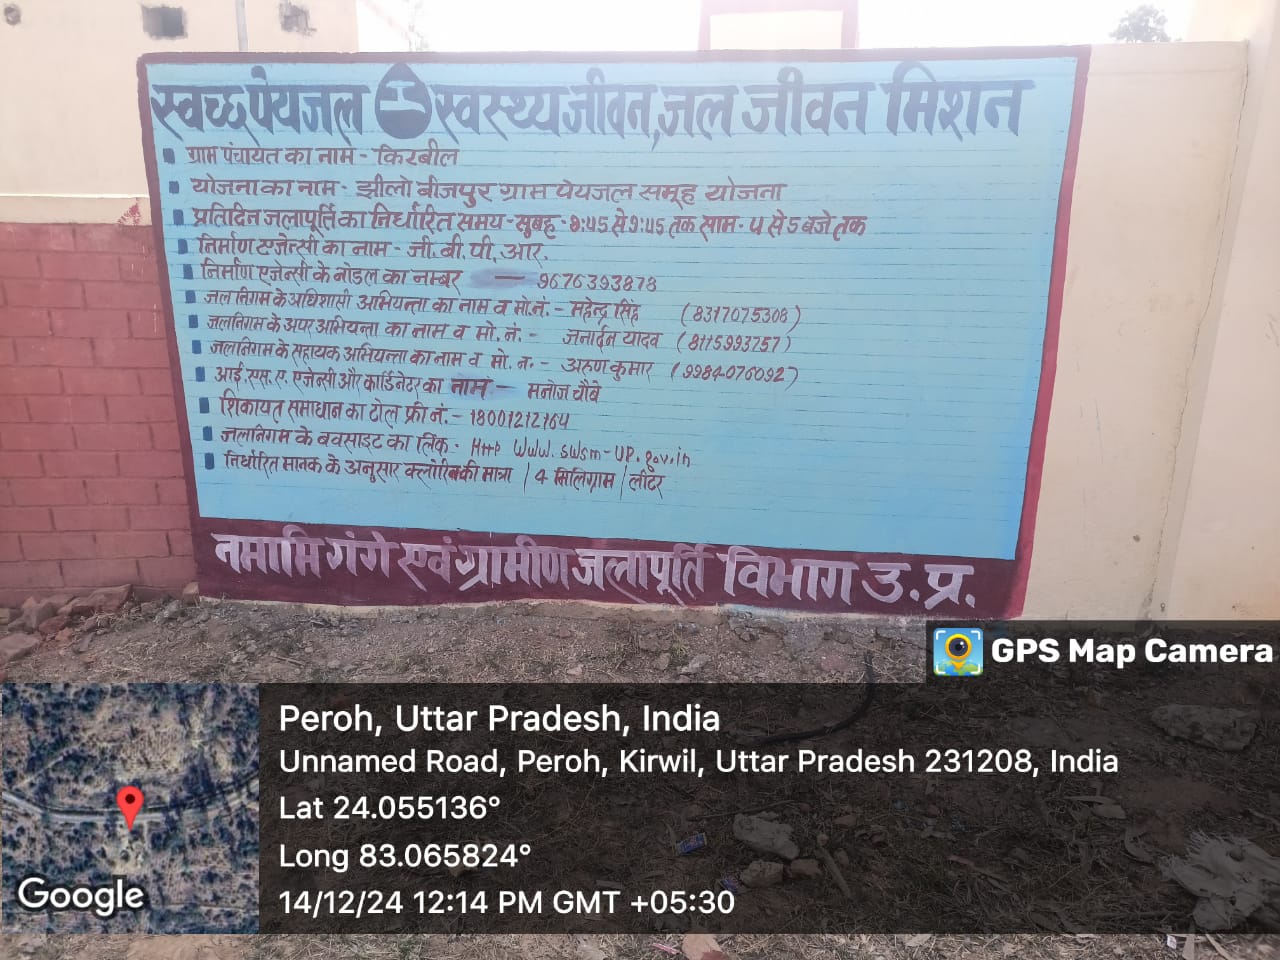 स्वच्छ पेयजल स्वस्थ्य जीवन, जल जीवन मिशन
ग्राम पंचायत का नाम - किरबील
योजना का नाम - झीलो बीजपुर ग्राम पेयजल समूह योजना
प्रतिदिन जलापूर्ति का निर्धारित समय - सुबह - 8:45 से 9:45 तक साम - 4 से 5 बजे तक
निर्माण एजेन्सी का नाम - जी. बी. पी. आर.
निर्माण एजेन्सी के नोडल का नम्बर - 9676393878
जल निगम के अधिशासी अभियन्ता का नाम व मो. नं. - महेन्द्र सिंह (8317075308)
जलनिगम के अपर अभियन्ता का नाम व मो. नं. - जनार्दन यादव (8115993757)
जलनिगम के सहायक अभियन्ता का नाम व मो. न. - अरुण कुमार (9984076092)
आई. एस. ए. एजेन्सी और कार्डिनेटर का नाम - मनोज चौबे
शिकायत समाधान का टोल फ्री नं. - 18001212164
जलनिगम के बवसाइट का लिंक - Http www.swsm-UP.gov.in
निर्धारित मानक के अनुसार क्लोरिन की मात्रा / 4 मिलिग्राम / लीटर
नमामि गंगे एवं ग्रामीण जलापूर्ति विभाग उ. प्र.
GPS Map Camera
Peroh, Uttar Pradesh, India
Unnamed Road, Peroh, Kirwil, Uttar Pradesh 231208, India
Lat 24.055136°
Long 83.065824°
14/12/24 12:14 PM GMT +05:30
Google